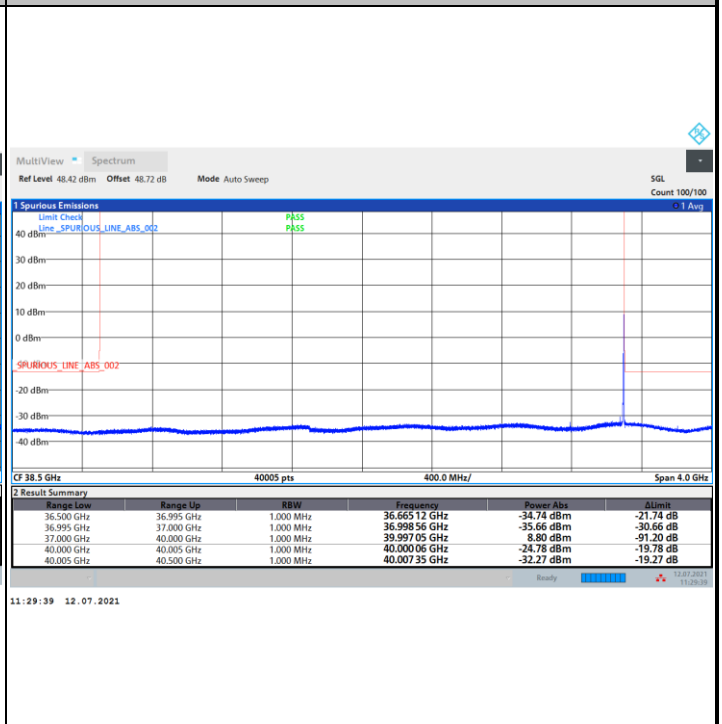 MultiView Spectrum
Ref Level 48.42 dBm Offset 48.72 dB Mode Auto Sweep SGL
Count 100/100
1 Spurious Emissions 1 Avg
Limit Check PASS
Line _SPURIOUS_LINE_ABS_002 PASS
40 dBm
30 dBm
20 dBm
10 dBm
0 dBm
_SPURIOUS_LINE_ABS_002
-20 dBm
-30 dBm
-40 dBm
CF 38.5 GHz 40005 pts 400.0 MHz/ Span 4.0 GHz
2 Result Summary
Range Low Range Up RBW Frequency Power Abs ΔLimit
36.500 GHz 36.995 GHz 1.000 MHz 36.665 12 GHz -34.74 dBm -21.74 dB
36.995 GHz 37.000 GHz 1.000 MHz 36.998 56 GHz -35.66 dBm -30.66 dB
37.000 GHz 40.000 GHz 1.000 MHz 39.997 05 GHz 8.80 dBm -91.20 dB
40.000 GHz 40.005 GHz 1.000 MHz 40.000 06 GHz -24.78 dBm -19.78 dB
40.005 GHz 40.500 GHz 1.000 MHz 40.007 35 GHz -32.27 dBm -19.27 dB
Ready 12.07.2021
11:29:39
11:29:39 12.07.2021